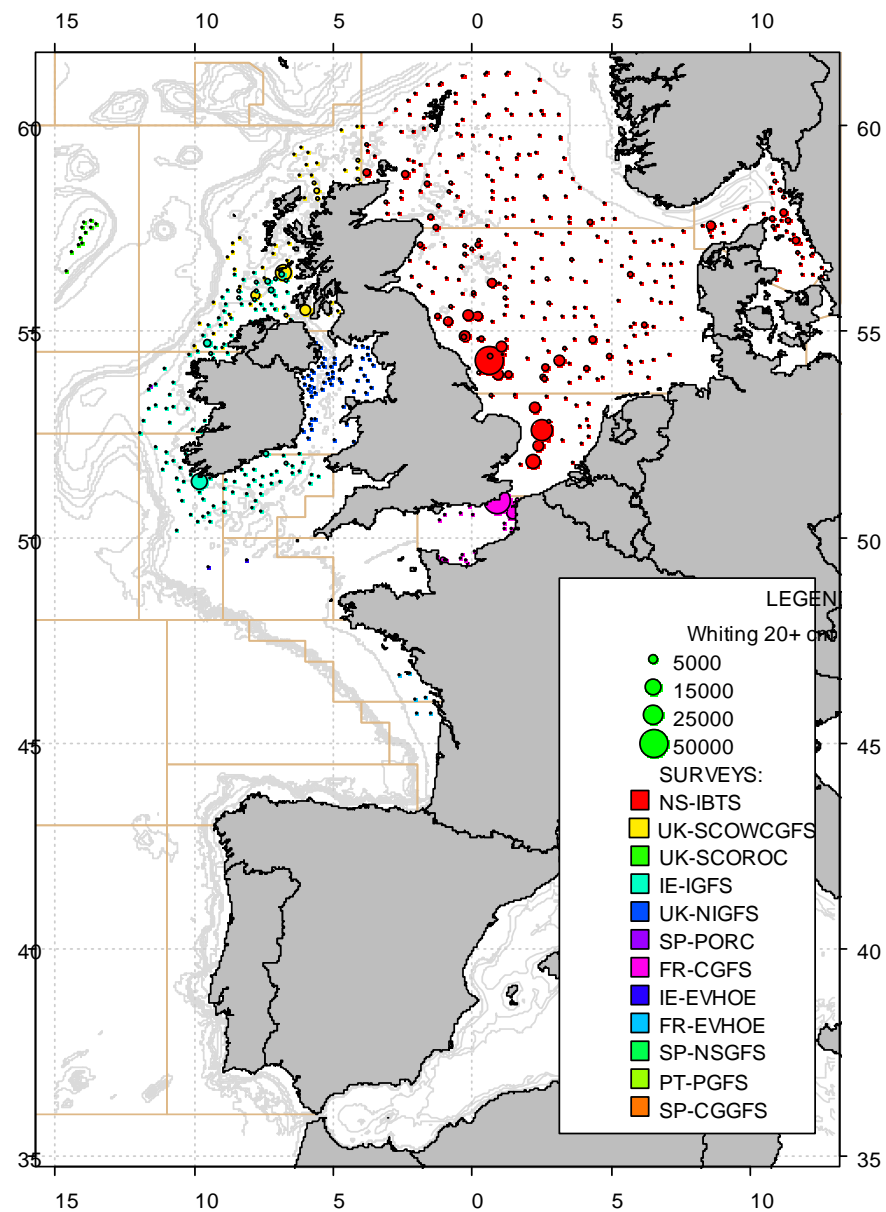 15 10 5 0 5 10
60 60
55 55
50 50
45 45
40 40
35 35
LEGEN
Whiting 20+ cm
5000
15000
25000
50000
SURVEYS:
NS-IBTS
UK-SCOWCGFS
UK-SCOROC
IE-IGFS
UK-NIGFS
SP-PORC
FR-CGFS
IE-EVHOE
FR-EVHOE
SP-NSGFS
PT-PGFS
SP-CGGFS
15 10 5 0 5 10